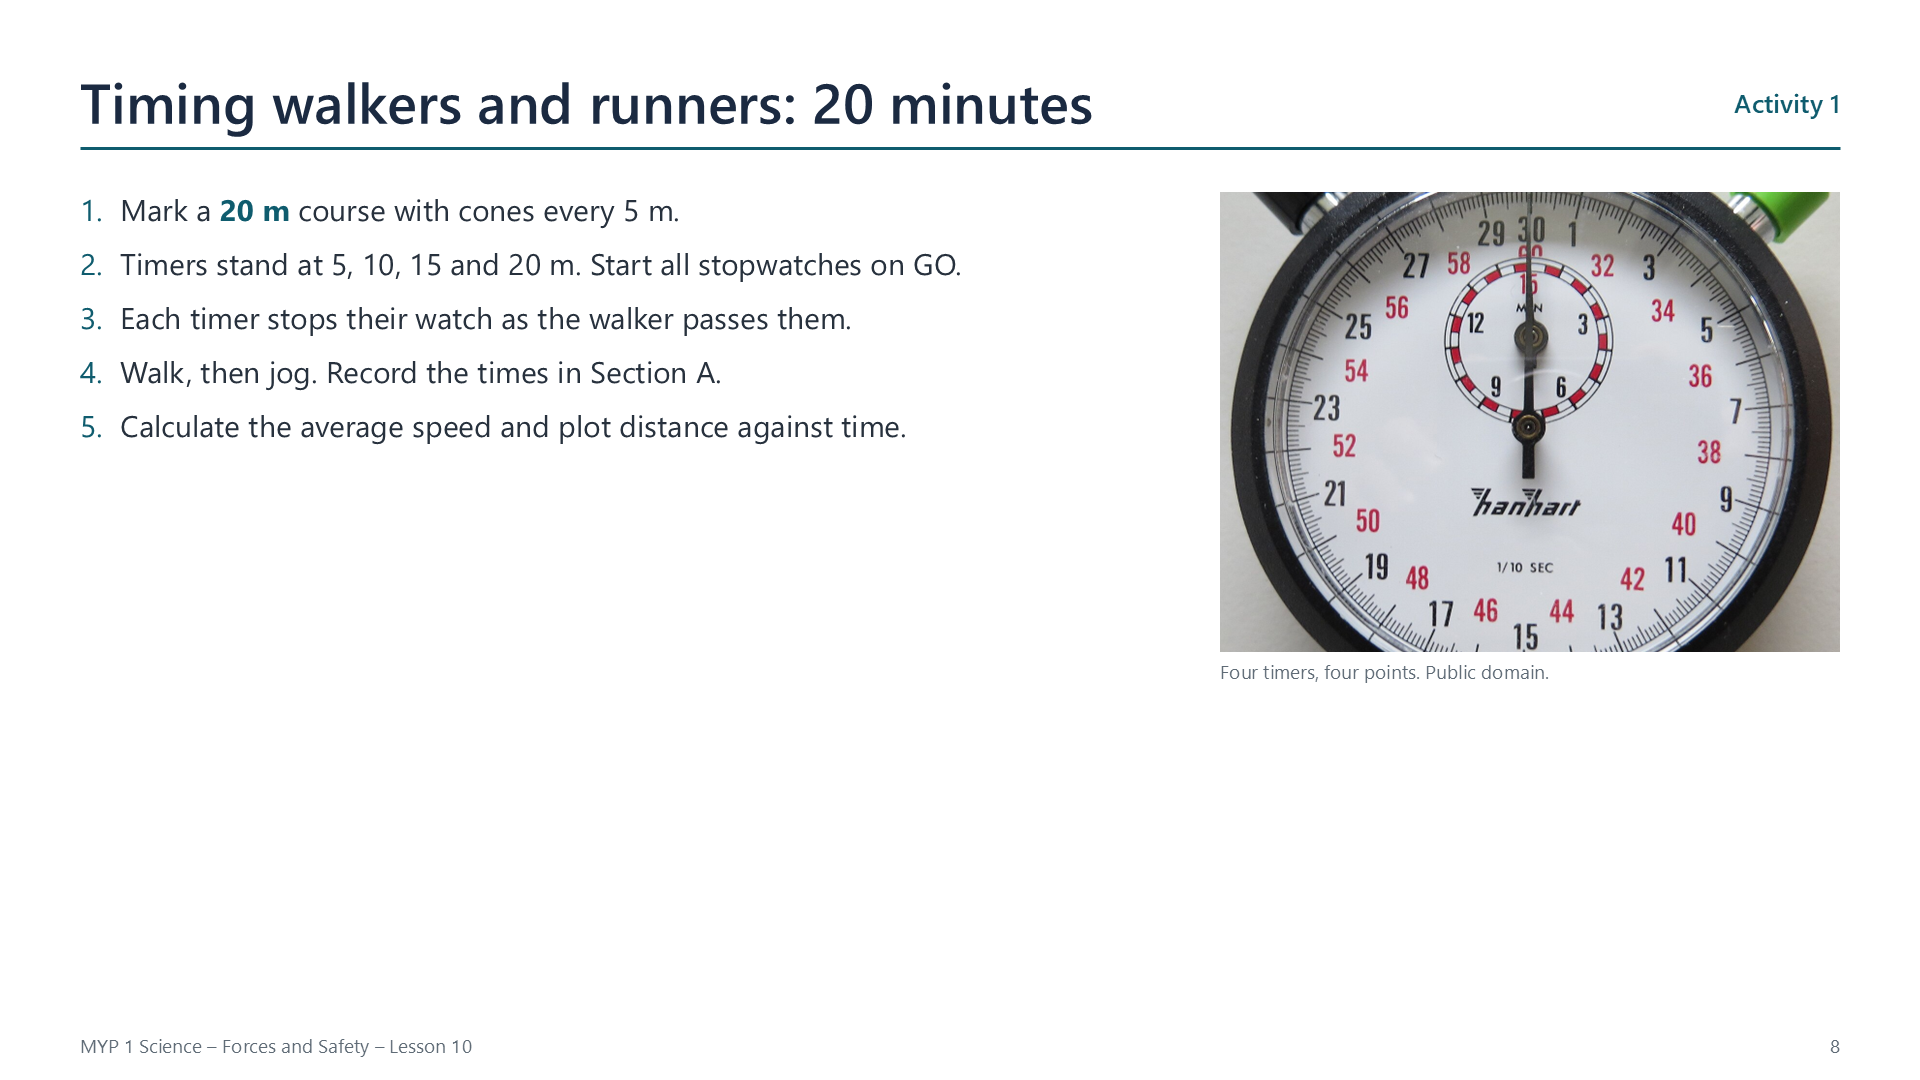 Timing walkers and runners: 20 minutes
Activity 1
1. Mark a 20 m course with cones every 5 m.
2. Timers stand at 5, 10, 15 and 20 m. Start all stopwatches on GO.
3. Each timer stops their watch as the walker passes them.
4. Walk, then jog. Record the times in Section A.
5. Calculate the average speed and plot distance against time.
29 30 1
27 58 32 3
56 34
25 5
54 36
23 7
52 38
21 9
50 40
19 48 42 11
17 46 44 13
15
15
MIN
12 3
9 6
hanhart
1/10 SEC
Four timers, four points. Public domain.
MYP 1 Science – Forces and Safety – Lesson 10
8